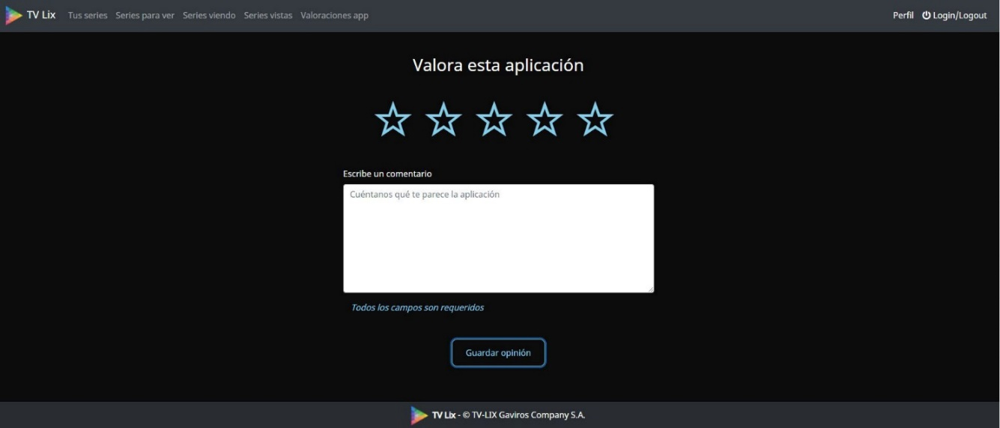 TV Lix Tus series Series para ver Series viendo Series vistas Valoraciones app Perfil Login/Logout
Valora esta aplicación
Escribe un comentario
Cuéntanos qué te parece la aplicación
Todos los campos son requeridos
Guardar opinión
TV Lix - © TV-LIX Gaviros Company S.A.